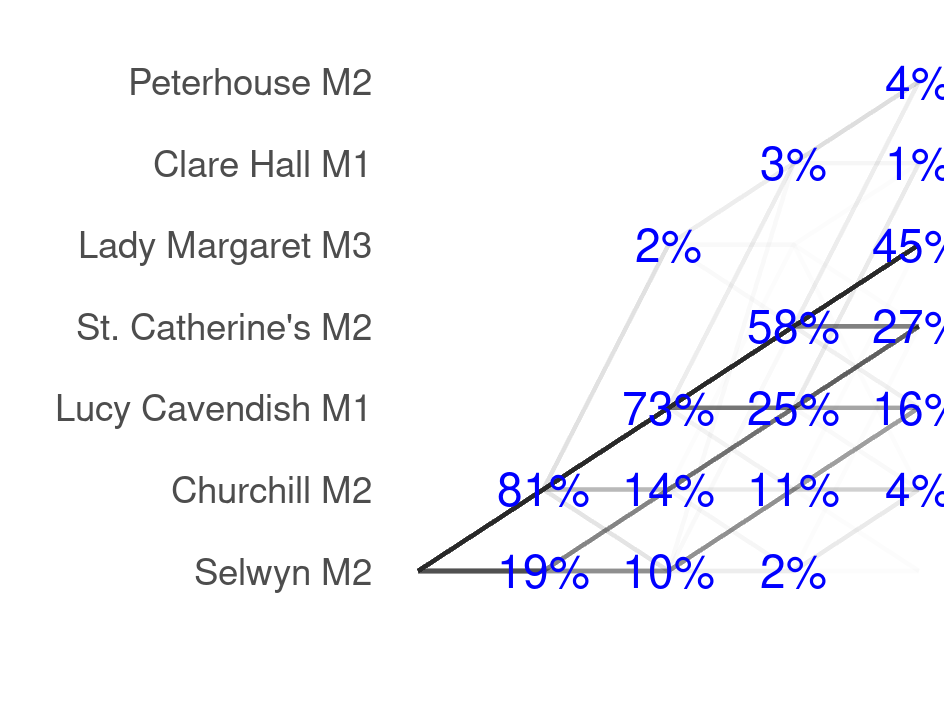 Peterhouse M2 4%
Clare Hall M1 3% 1%
Lady Margaret M3 2% 45%
St. Catherine's M2 58% 27%
Lucy Cavendish M1 73% 25% 16%
Churchill M2 81% 14% 11% 4%
Selwyn M2 19% 10% 2%